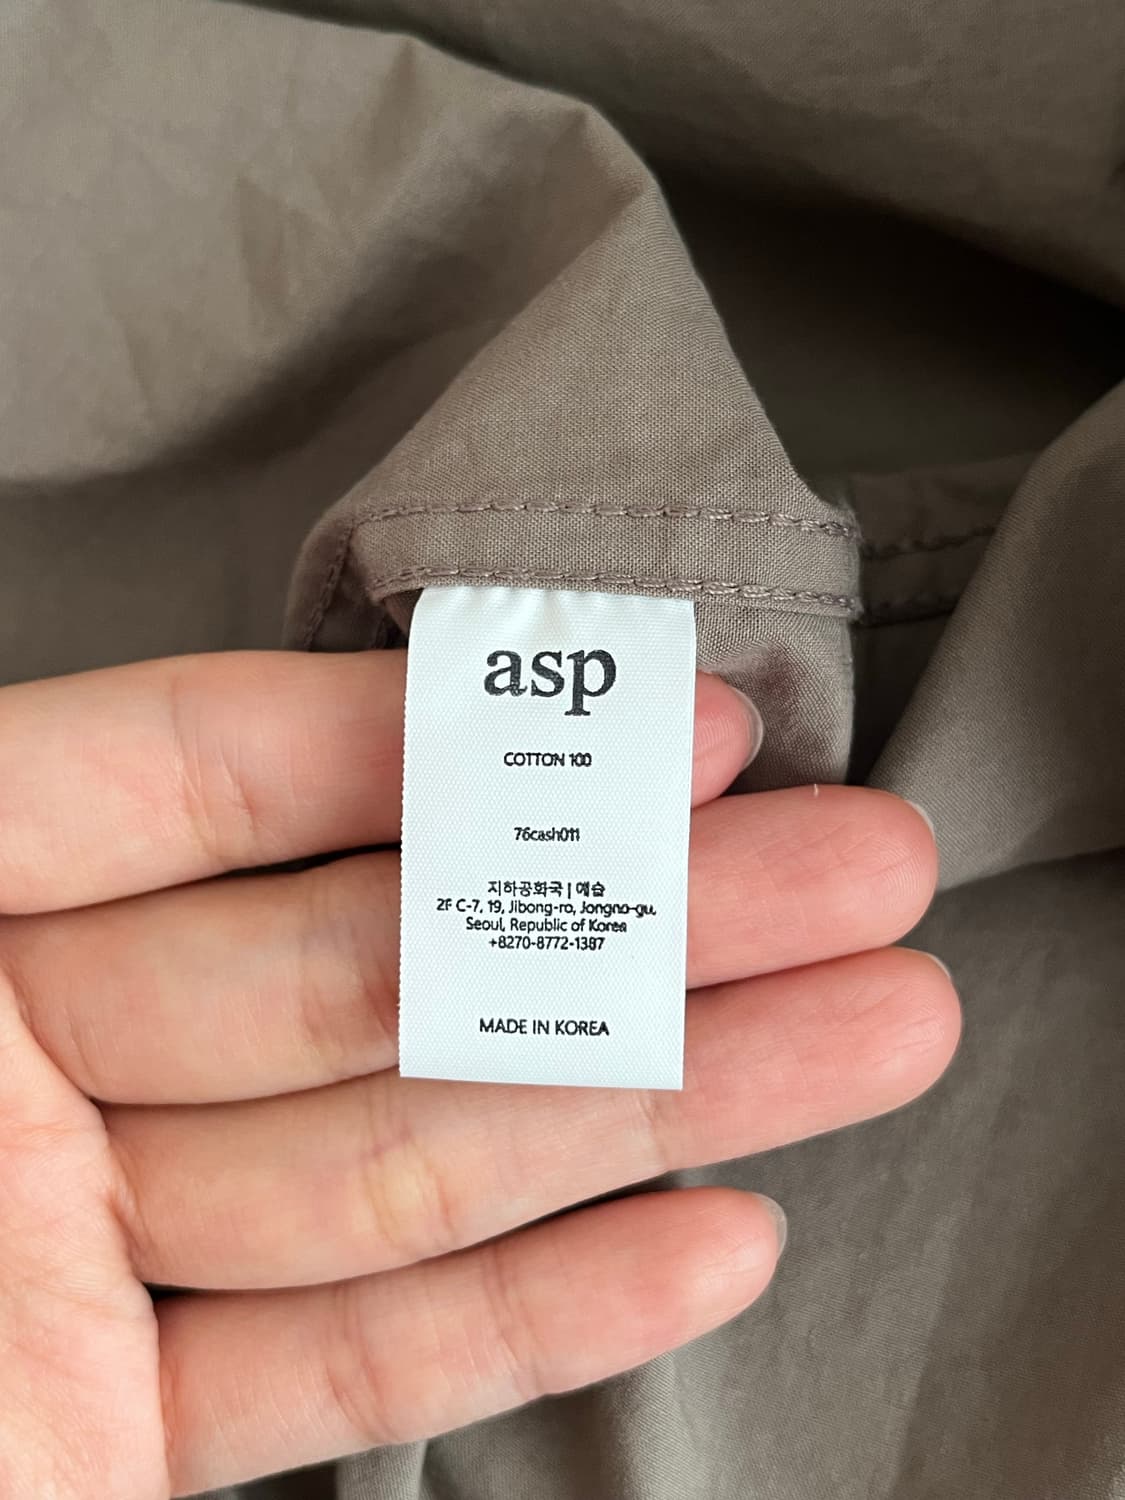 asp
COTTON 100
76cash011
지하공화국 | 예습
2F C-7, 19, Jibong-ro, Jongno-gu,
Seoul, Republic of Korea
+8270-8772-1387
MADE IN KOREA